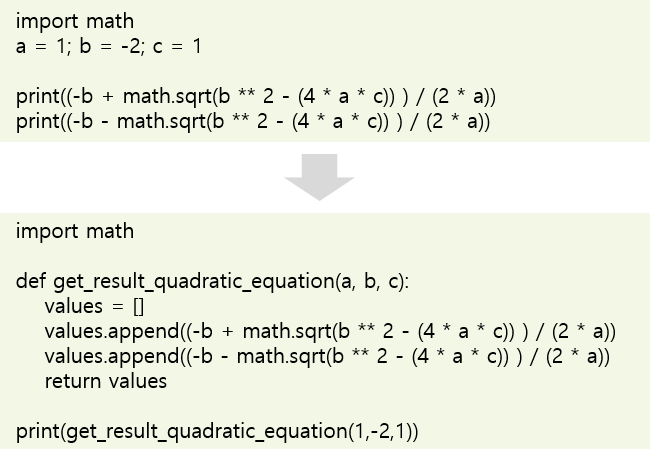 import math
a = 1; b = -2; c = 1
print((-b + math.sqrt(b ** 2 - (4 * a * c)) ) / (2 * a))
print((-b - math.sqrt(b ** 2 - (4 * a * c)) ) / (2 * a))
import math
def get_result_quadratic_equation(a, b, c):
    values = []
    values.append((-b + math.sqrt(b ** 2 - (4 * a * c)) ) / (2 * a))
    values.append((-b - math.sqrt(b ** 2 - (4 * a * c)) ) / (2 * a))
    return values
print(get_result_quadratic_equation(1,-2,1))